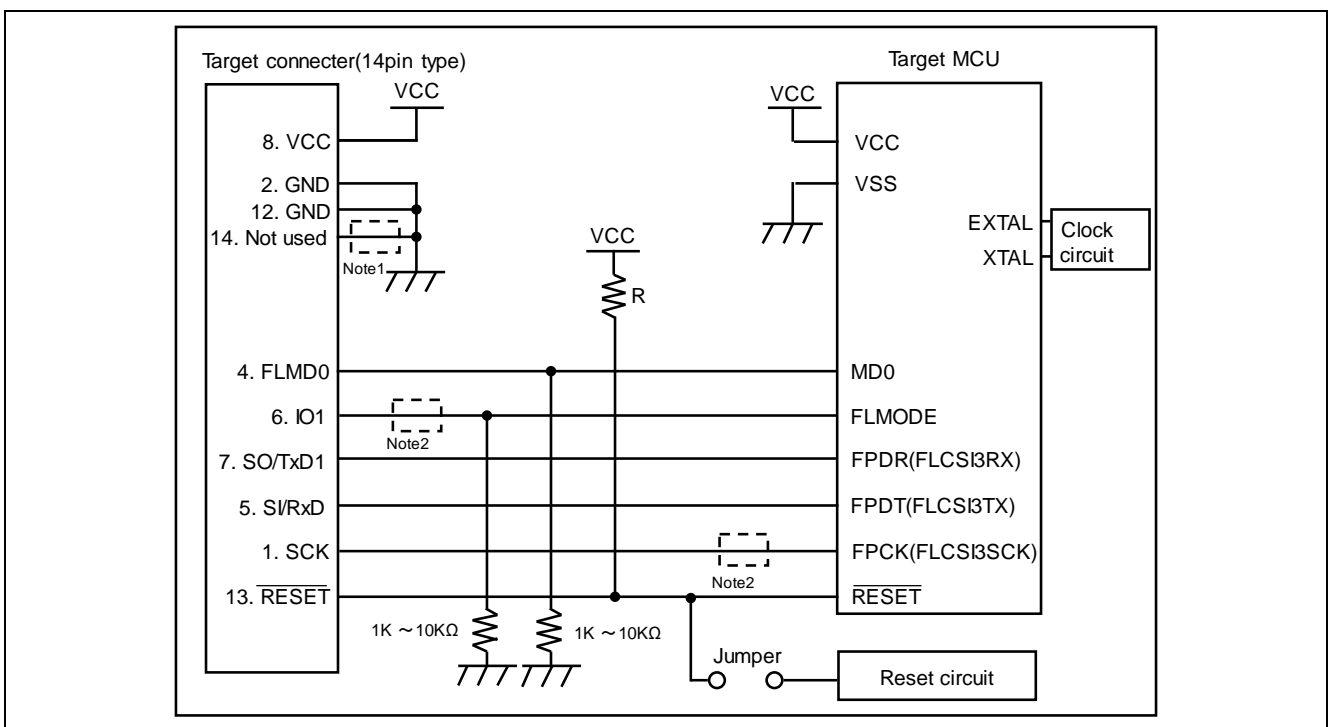 Target connecter(14pin type)
VCC
8. VCC
2. GND
12. GND
14. Not used
Note1
VCC
R
4. FLMD0
6. IO1
Note2
7. SO/TxD1
5. SI/RxD
1. SCK
Note2
13. RESET
1K ~10KΩ
1K ~10KΩ
Jumper
Reset circuit
Target MCU
VCC
VCC
VSS
EXTAL
XTAL
Clock
circuit
MD0
FLMODE
FPDR(FLCSI3RX)
FPDT(FLCSI3TX)
FPCK(FLCSI3SCK)
RESET